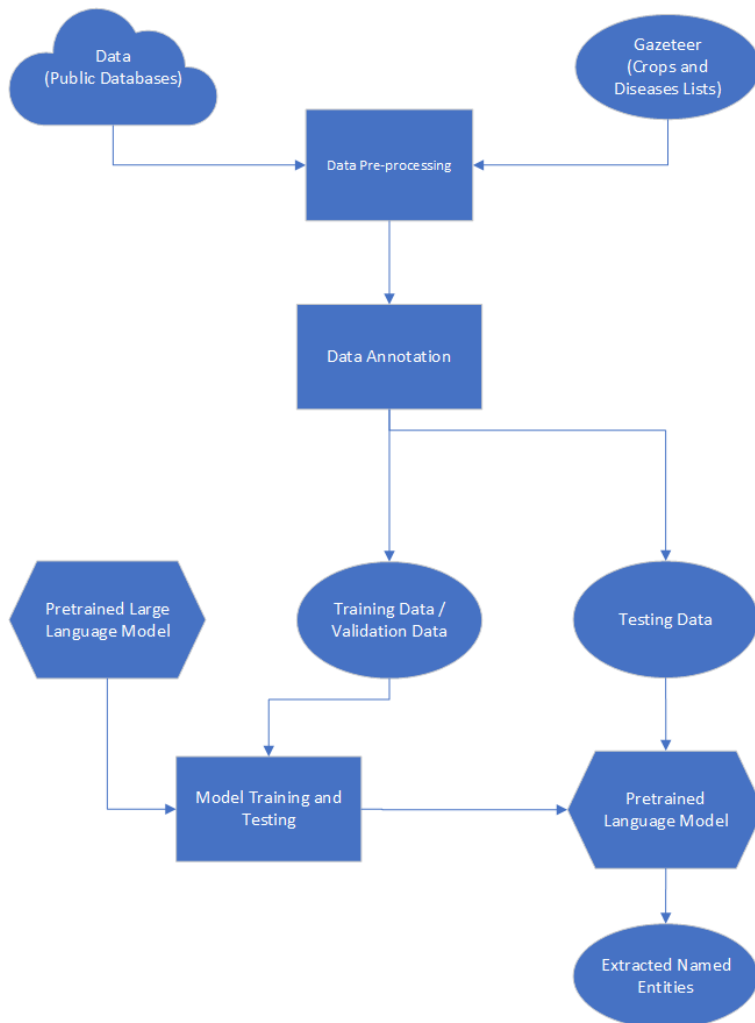 Data
(Public Databases)
Gazeteer
(Crops and
Diseases Lists)
Data Pre-processing
Data Annotation
Pretrained Large
Language Model
Training Data /
Validation Data
Testing Data
Model Training and
Testing
Pretrained
Language Model
Extracted Named
Entities